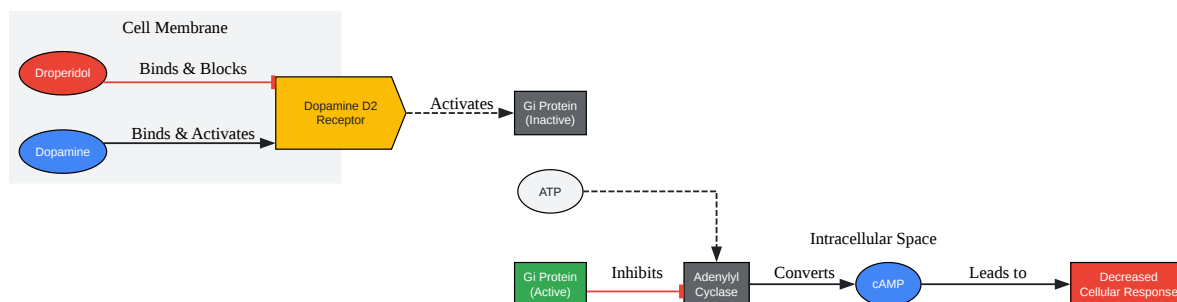 Cell Membrane
Droperidol
Binds & Blocks
Dopamine D2
Receptor
Activates
Gi Protein
(Inactive)
Dopamine
Binds & Activates
ATP
Intracellular Space
Gi Protein
(Active)
Inhibits
Adenylyl
Cyclase
Converts
cAMP
Leads to
Decreased
Cellular Response